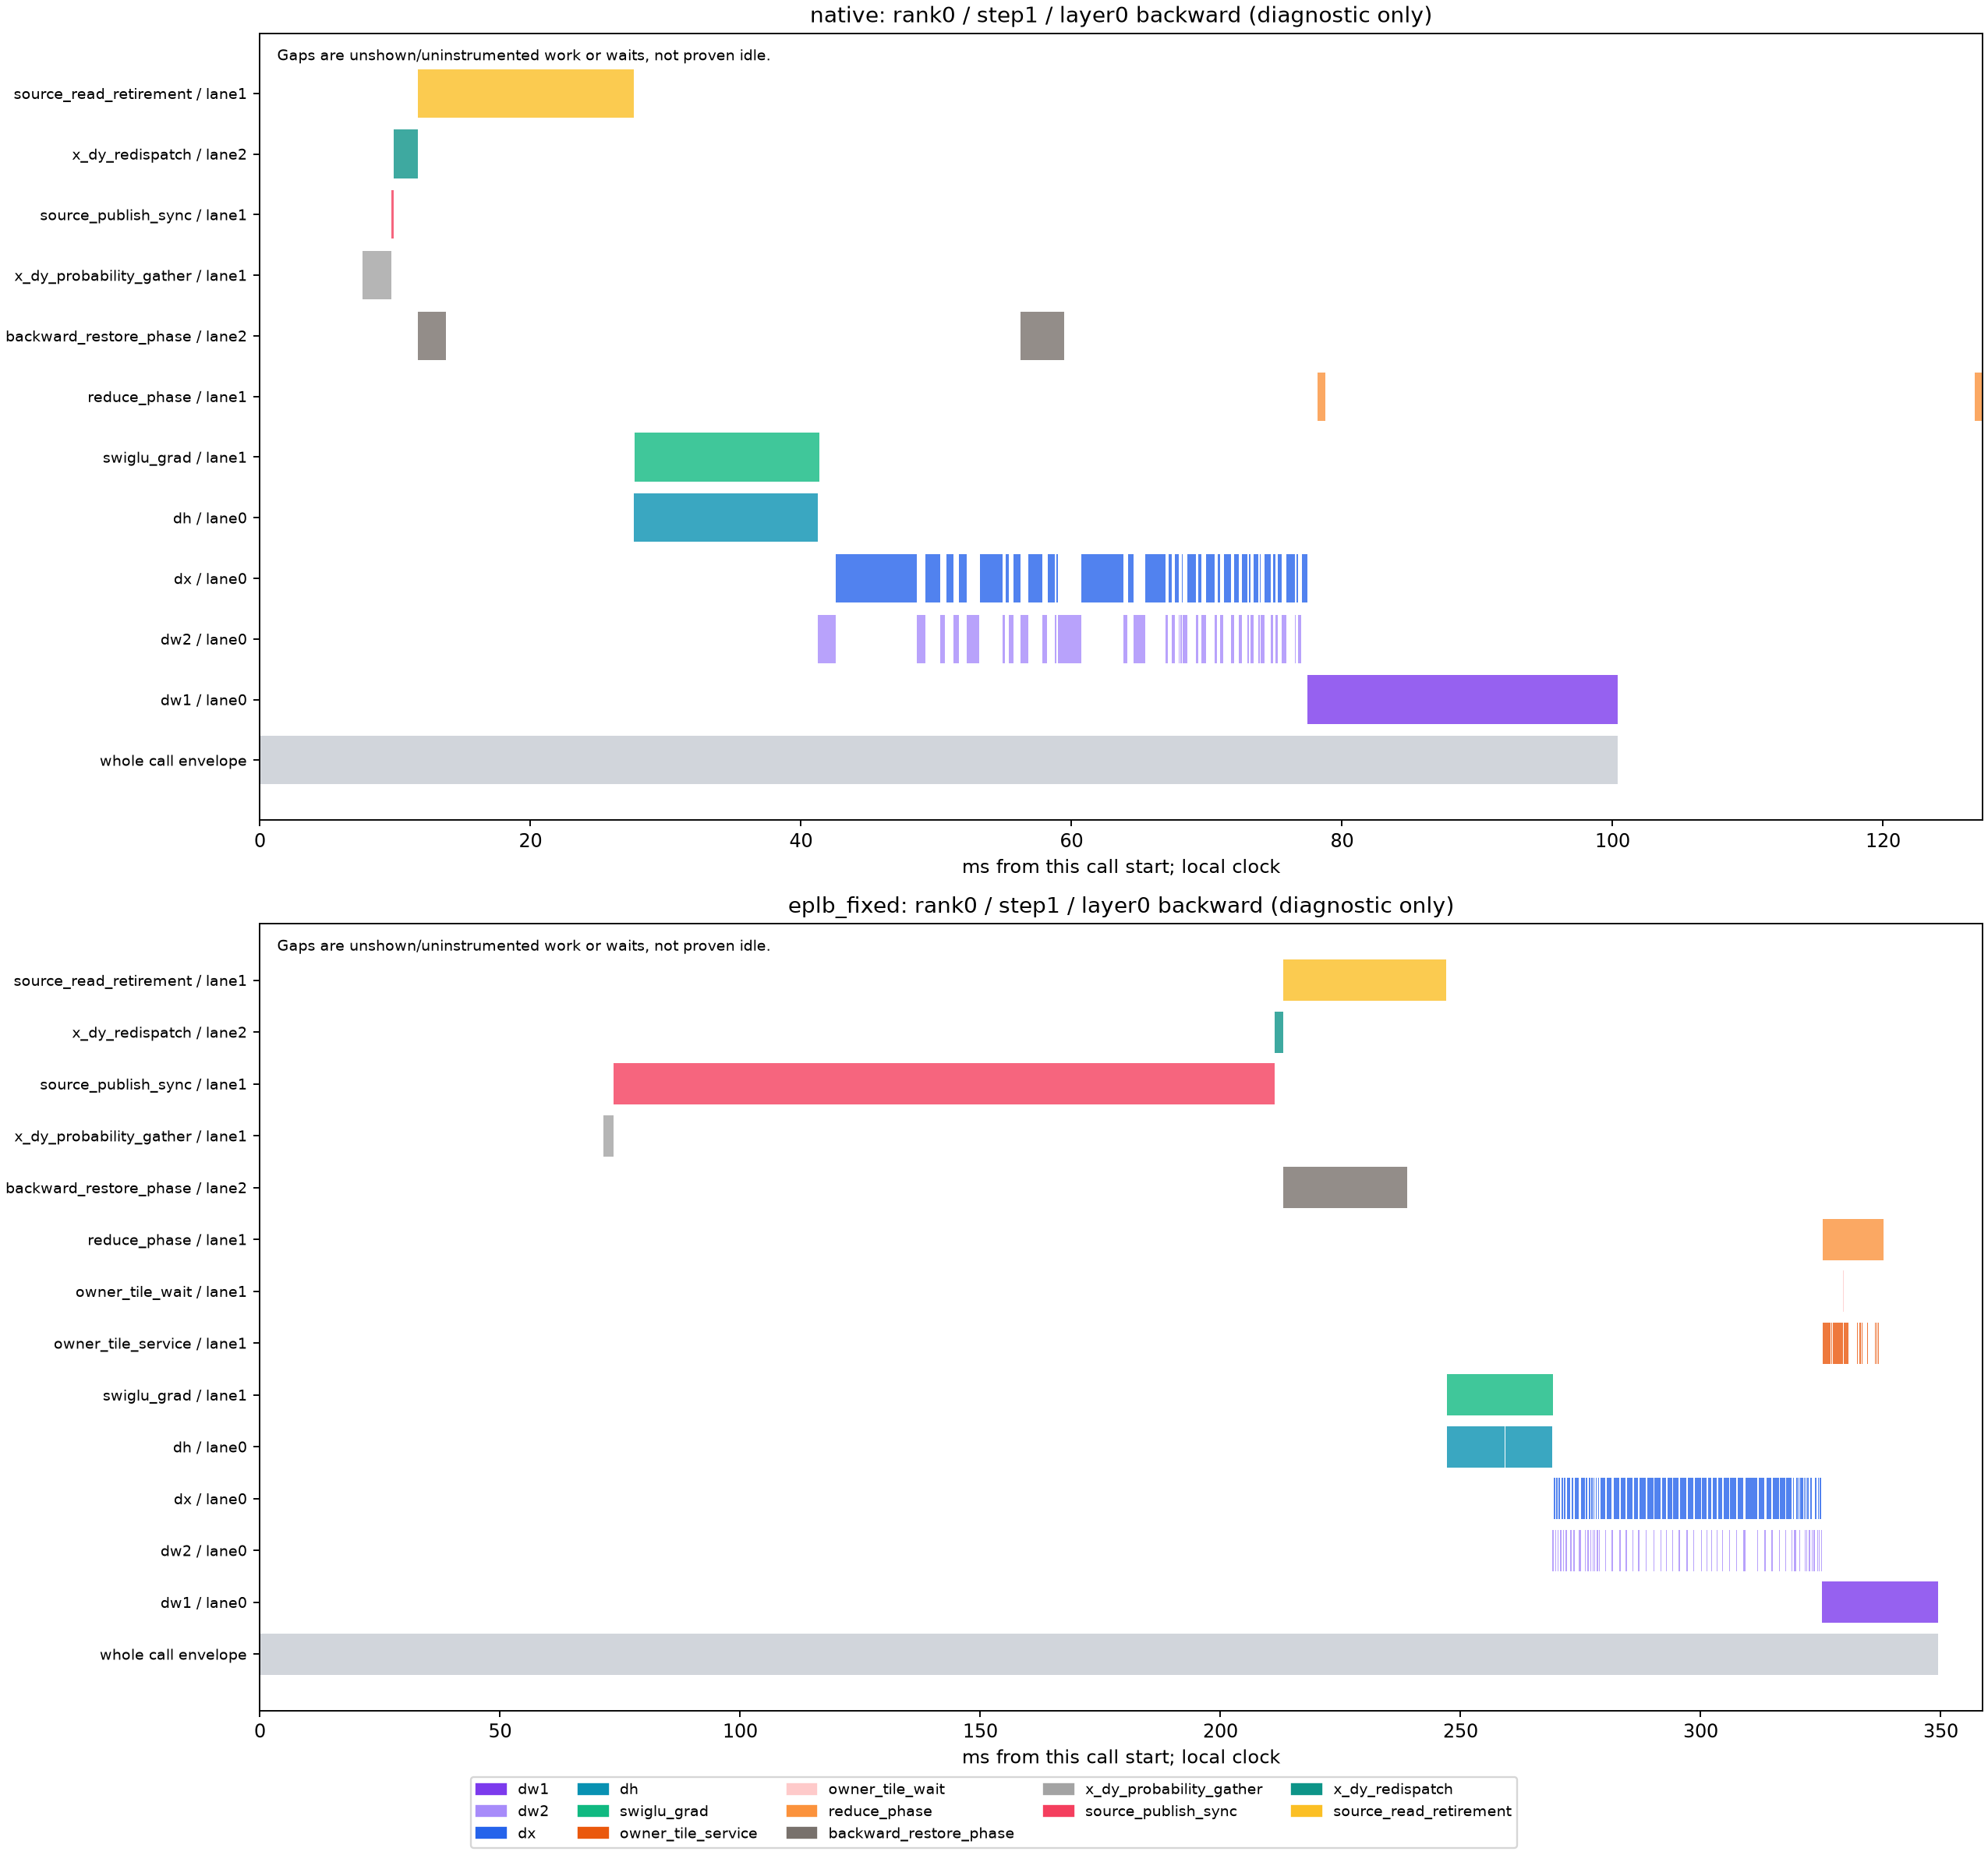 native: rank0 / step1 / layer0 backward (diagnostic only)
Gaps are unshown/uninstrumented work or waits, not proven idle.
source_read_retirement / lane1
x_dy_redispatch / lane2
source_publish_sync / lane1
x_dy_probability_gather / lane1
backward_restore_phase / lane2
reduce_phase / lane1
swiglu_grad / lane1
dh / lane0
dx / lane0
dw2 / lane0
dw1 / lane0
whole call envelope
0 20 40 60 80 100 120
ms from this call start; local clock
eplb_fixed: rank0 / step1 / layer0 backward (diagnostic only)
Gaps are unshown/uninstrumented work or waits, not proven idle.
source_read_retirement / lane1
x_dy_redispatch / lane2
source_publish_sync / lane1
x_dy_probability_gather / lane1
backward_restore_phase / lane2
reduce_phase / lane1
owner_tile_wait / lane1
owner_tile_service / lane1
swiglu_grad / lane1
dh / lane0
dx / lane0
dw2 / lane0
dw1 / lane0
whole call envelope
0 50 100 150 200 250 300 350
ms from this call start; local clock
dw1 dh owner_tile_wait x_dy_probability_gather x_dy_redispatch
dw2 swiglu_grad reduce_phase source_publish_sync source_read_retirement
dx owner_tile_service backward_restore_phase